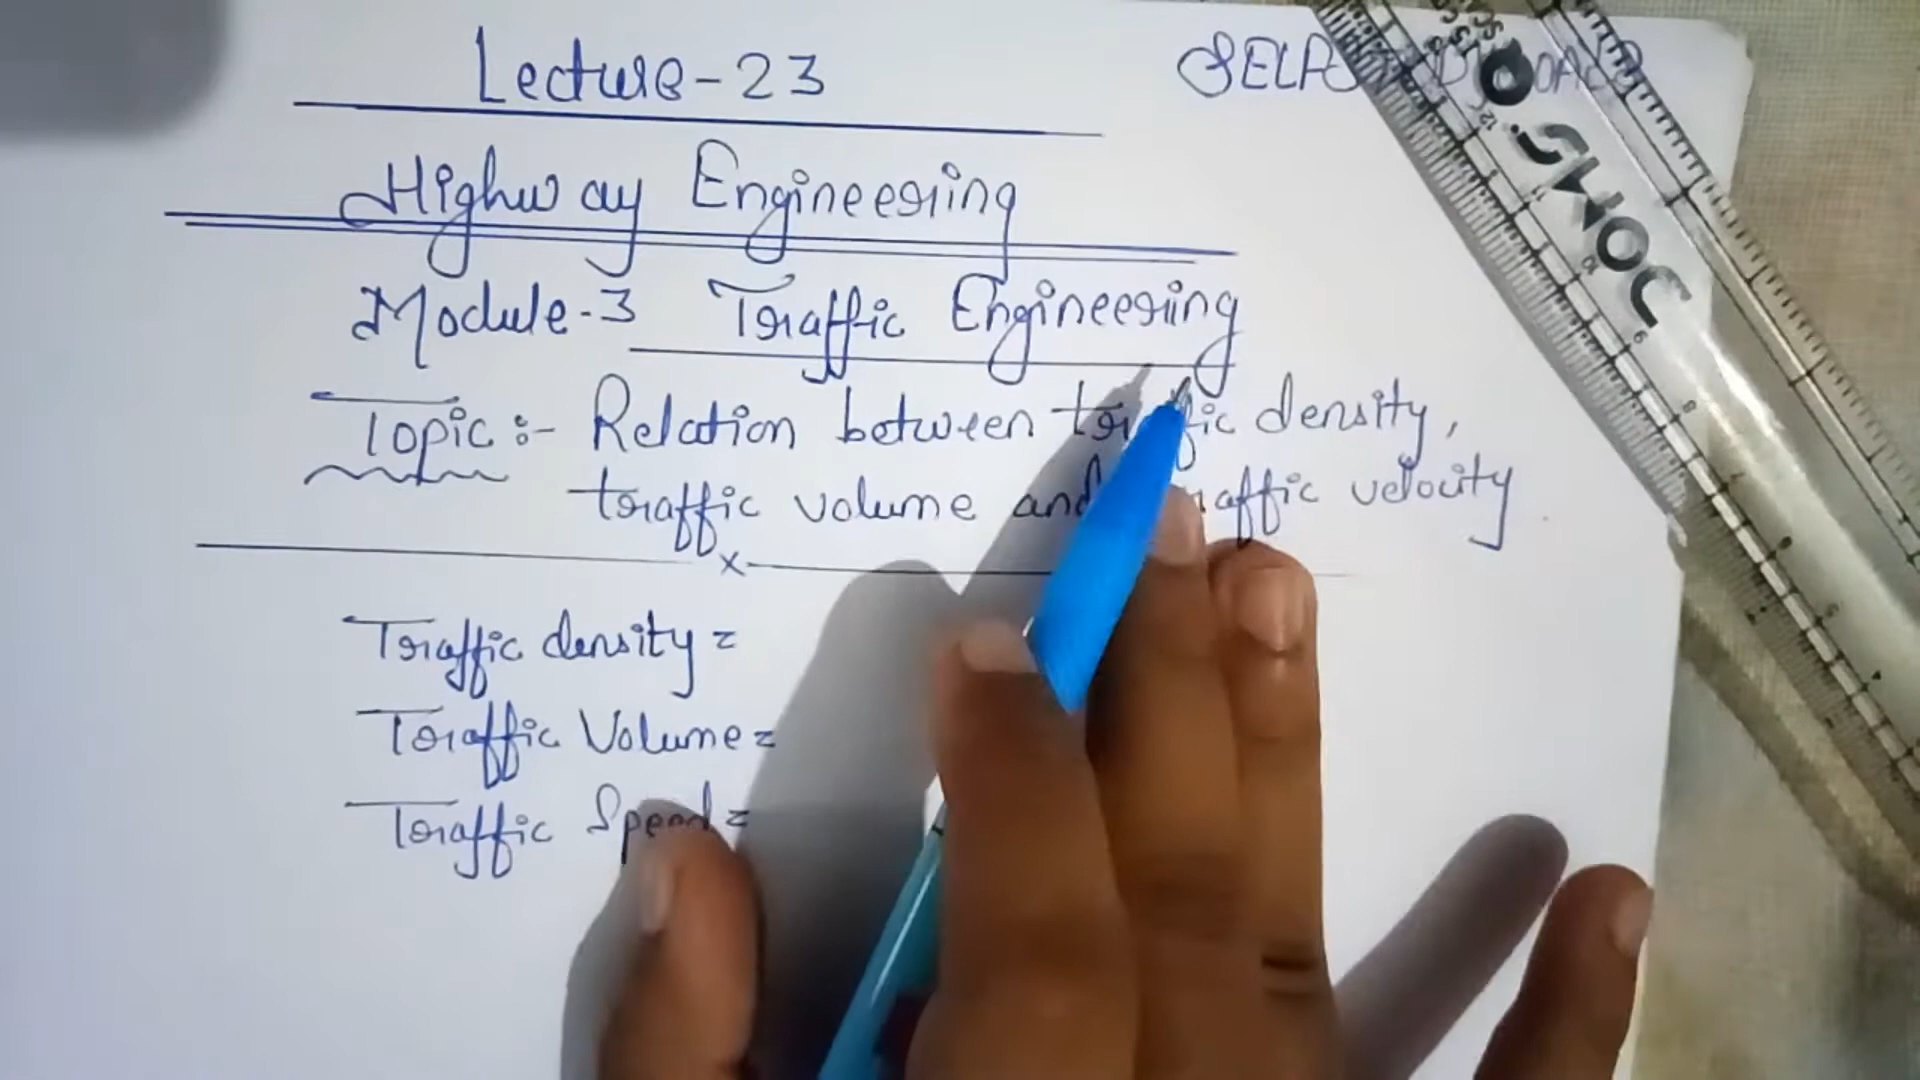 Lecture-23
Highway Engineering
Module-3 Traffic Engineering
Topic :- Relation between traffic density,
traffic volume and traffic velocity
x
Traffic density =
Traffic Volume =
Traffic Speed =